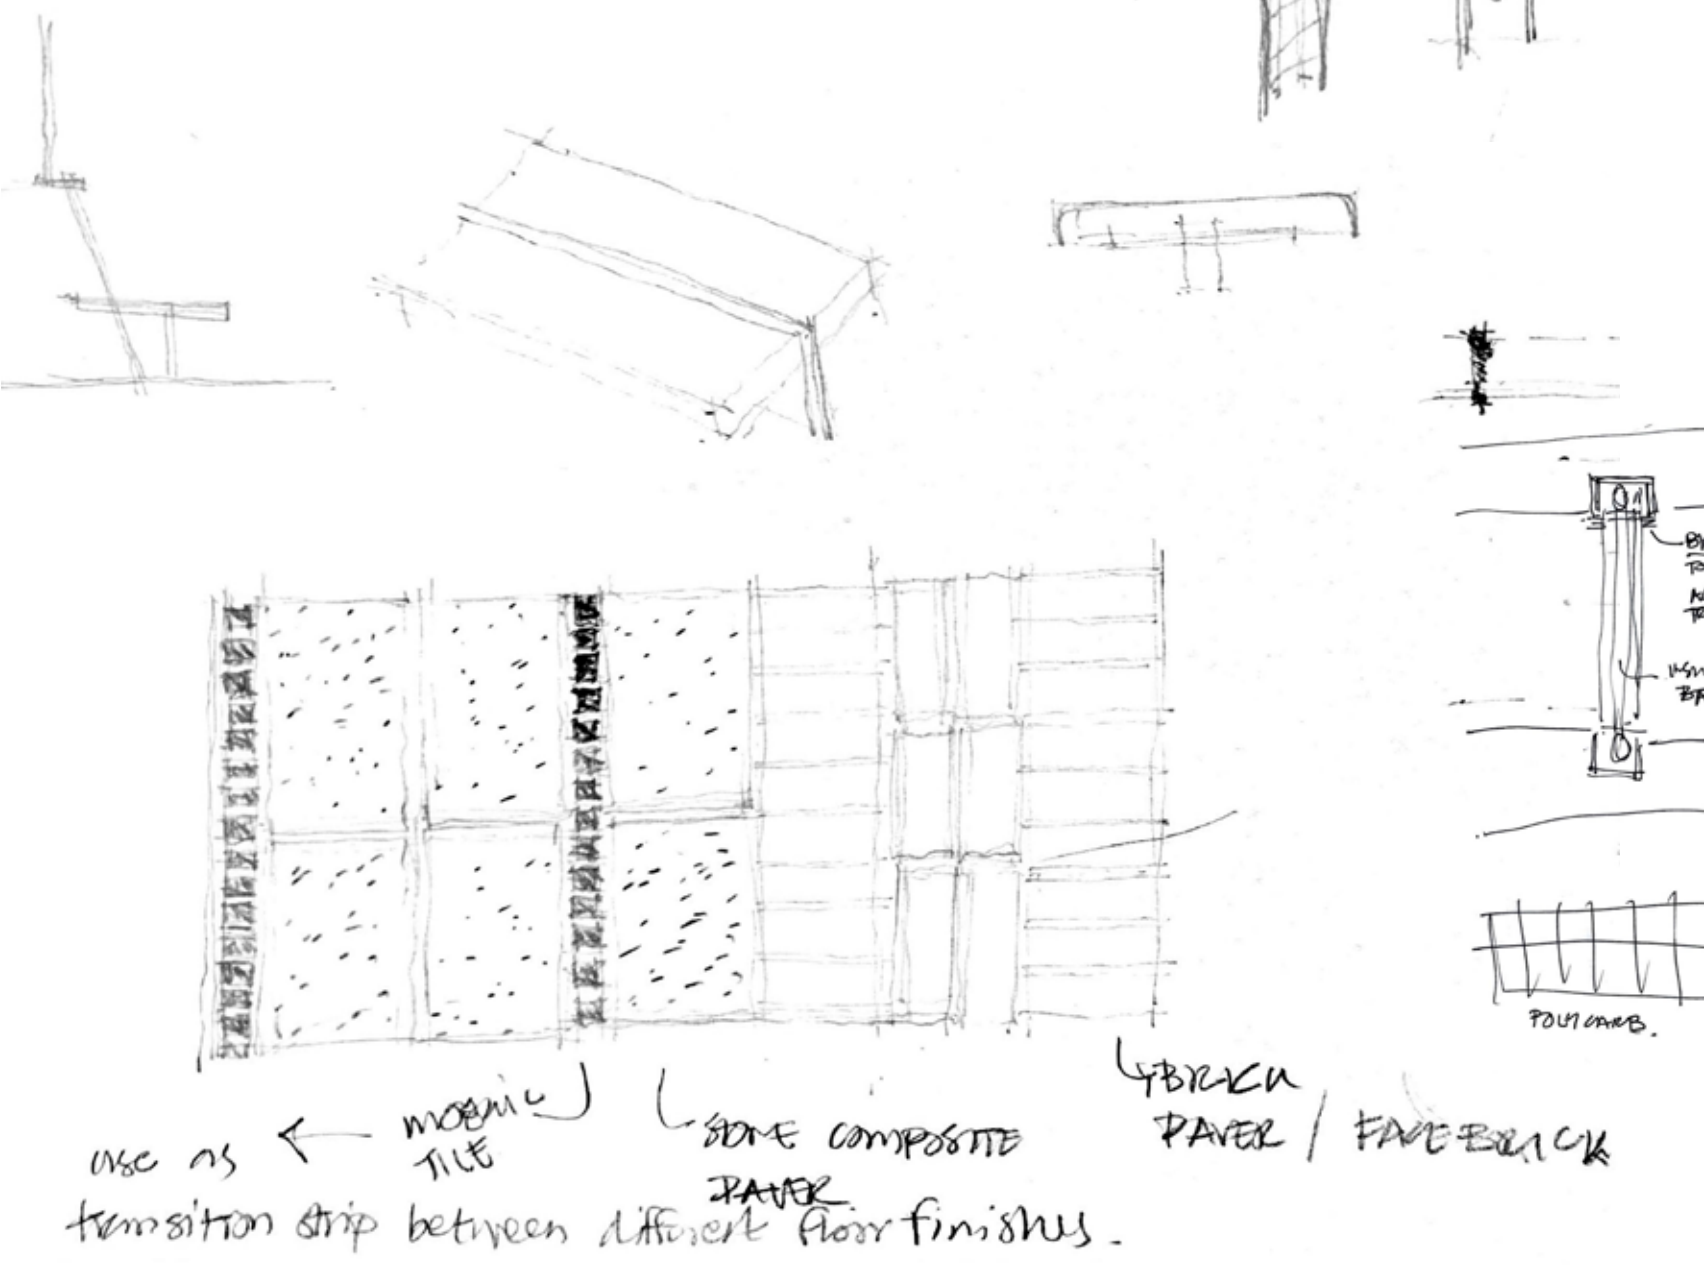 POLYCARB.
MOSAIC
TILE
STONE COMPOSITE
PAVER
BRICK
PAVER / FACEBRICK
use as
transition strip between different floor finishes.